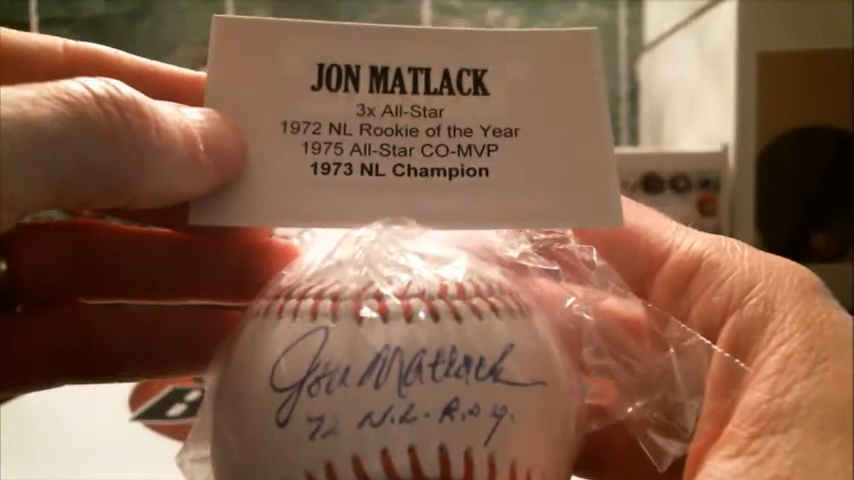 JON MATLACK
3x All-Star
1972 NL Rookie of the Year
1975 All-Star CO-MVP
1973 NL Champion
Jon Matlack
72 N.L. R.O.Y.
B